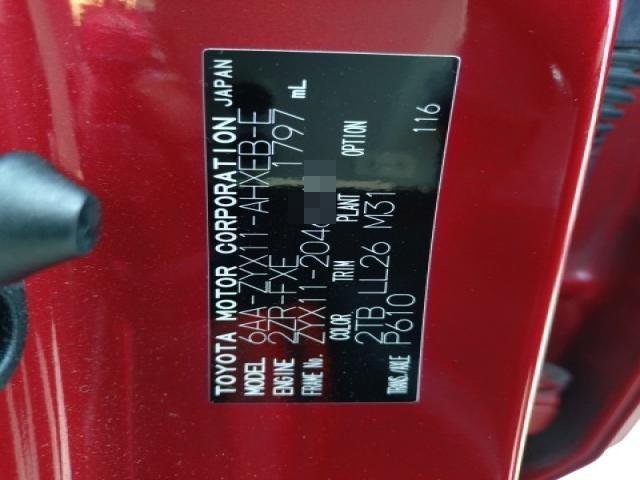 TOYOTA MOTOR CORPORATION JAPAN
MODEL 6AA-ZYX11-AHXEB-E
ENGINE 2ZR-FXE 1797 mL
FRAME No. ZYX11-204
COLOR TRIM PLANT OPTION
2TB LL26 M31
TRANS./AXLE P610 116